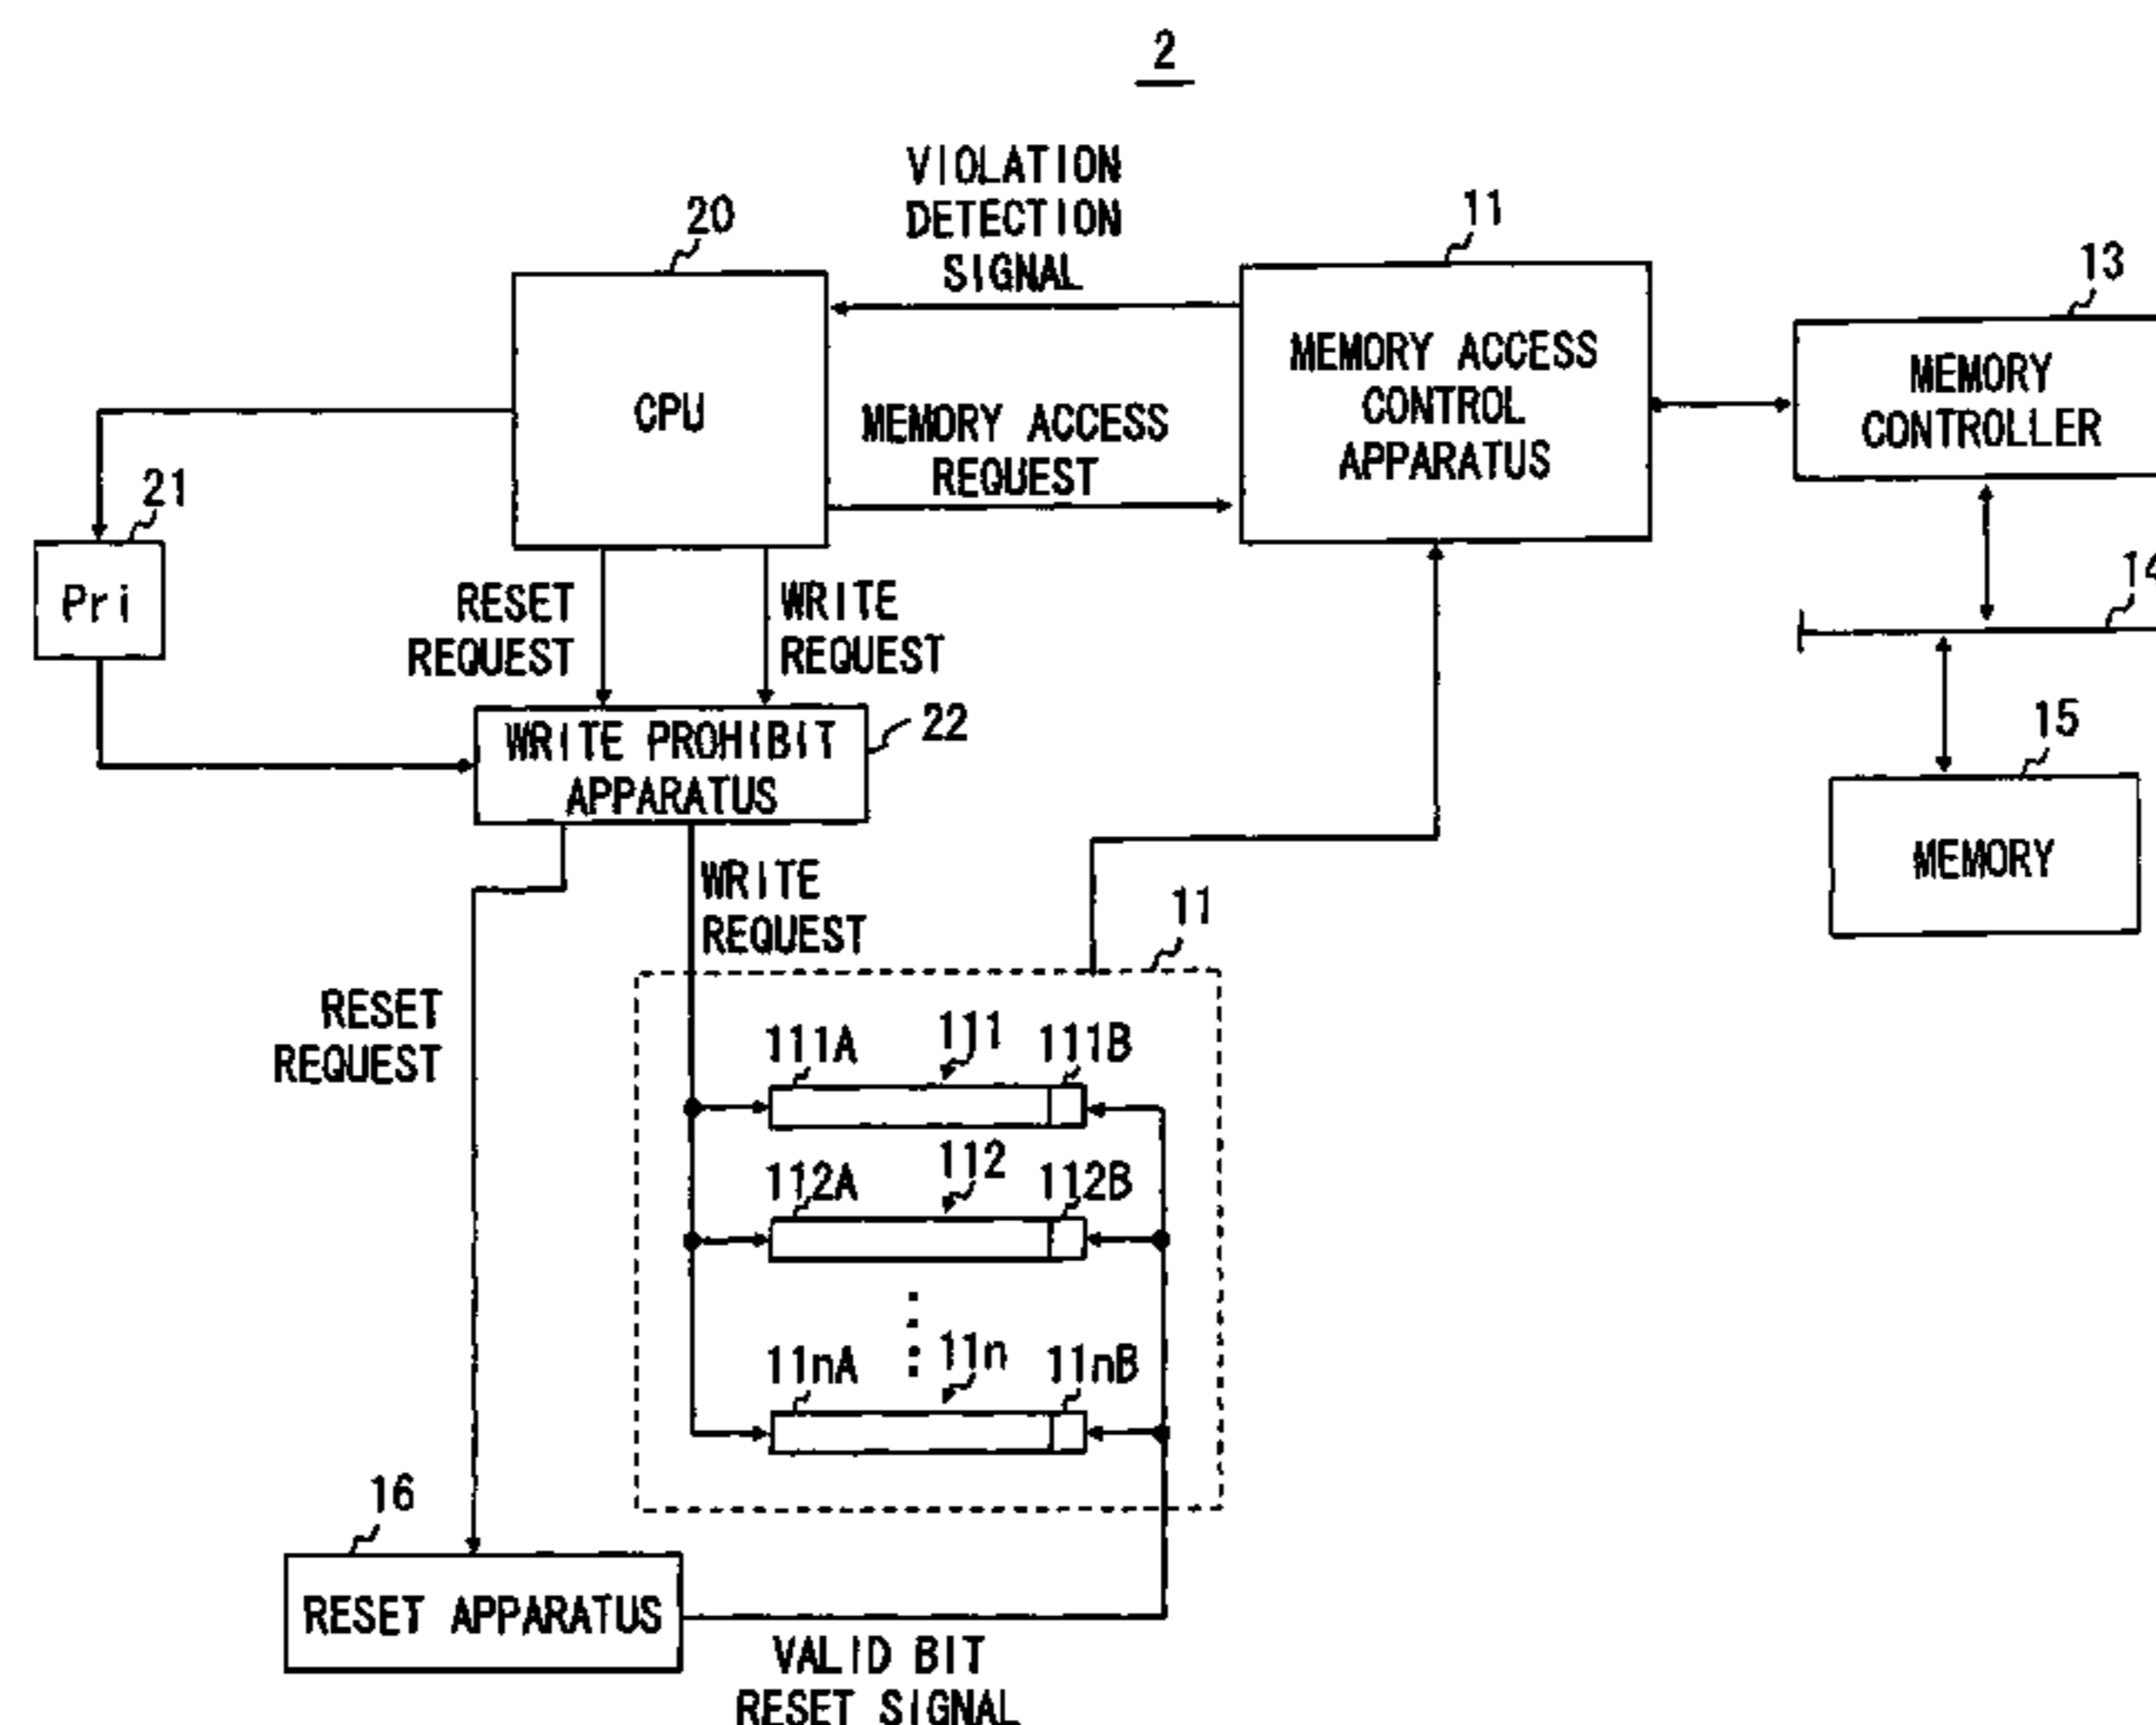 2
VIOLATION
DETECTION
SIGNAL
20
11
13
CPU
MEMORY ACCESS
CONTROL
APPARATUS
MEMORY
CONTROLLER
MEMORY ACCESS
REQUEST
21
Pri
RESET
REQUEST
WRITE
REQUEST
14
WRITE PROHIBIT
APPARATUS
22
15
MEMORY
WRITE
REQUEST
11
RESET
REQUEST
111A
111
111B
112A
112
112B
11nA
11n
11nB
16
RESET APPARATUS
VALID BIT
RESET SIGNAL